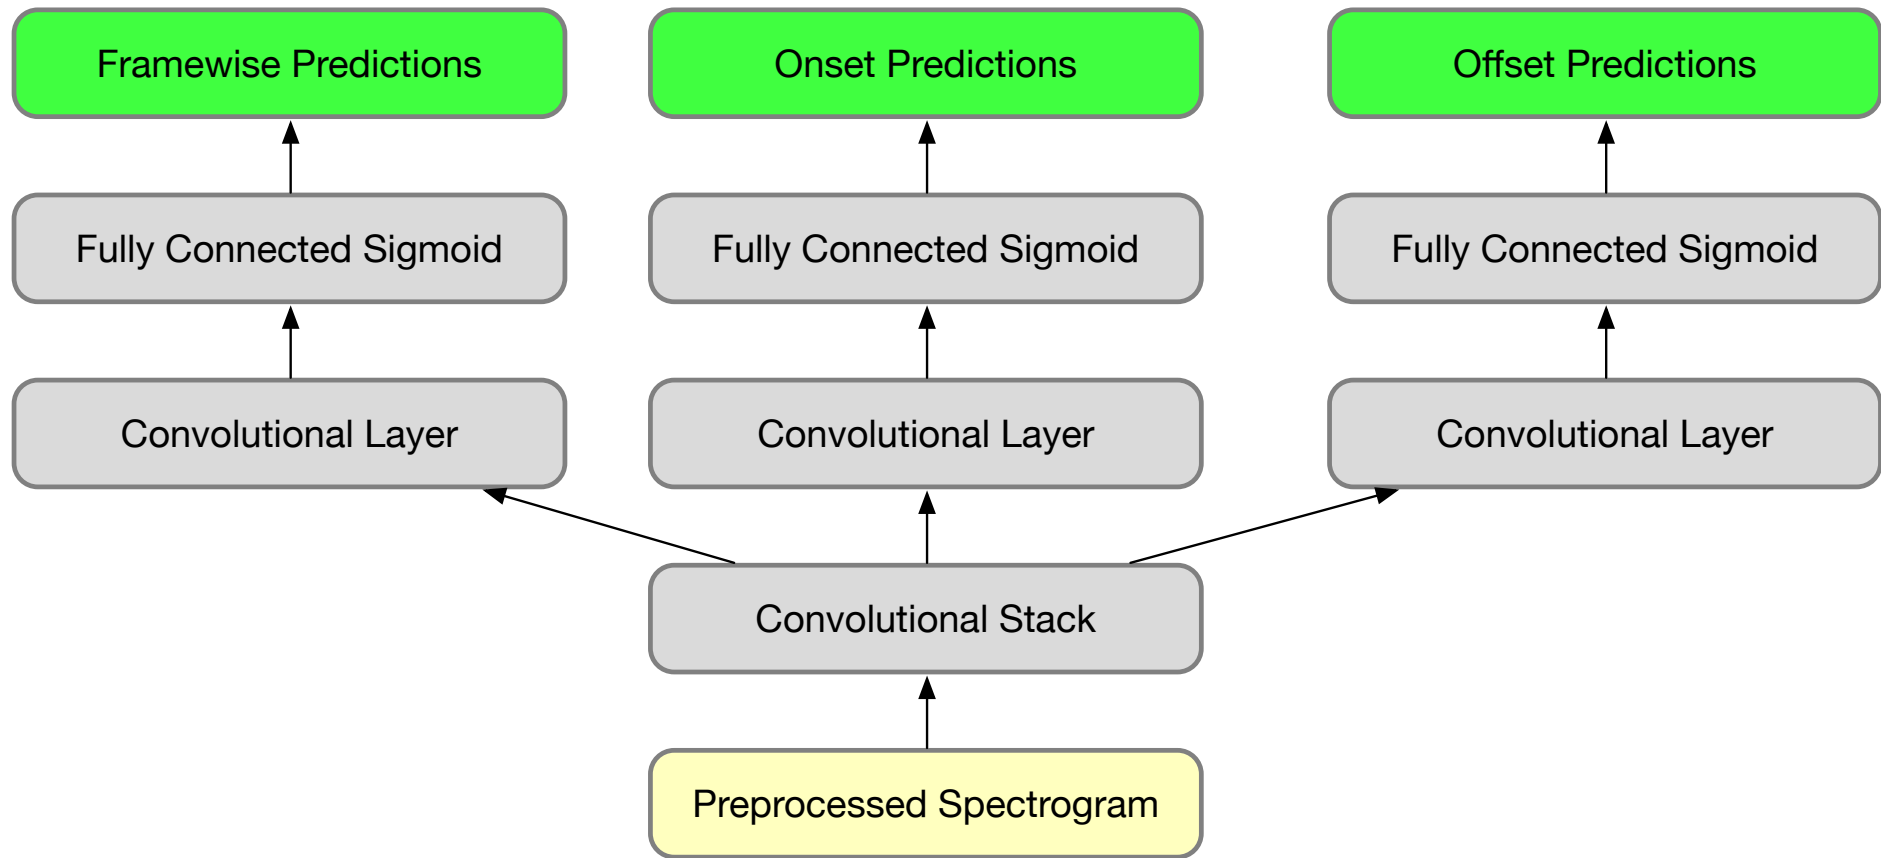 Framewise Predictions
Onset Predictions
Offset Predictions
Fully Connected Sigmoid
Fully Connected Sigmoid
Fully Connected Sigmoid
Convolutional Layer
Convolutional Layer
Convolutional Layer
Convolutional Stack
Preprocessed Spectrogram